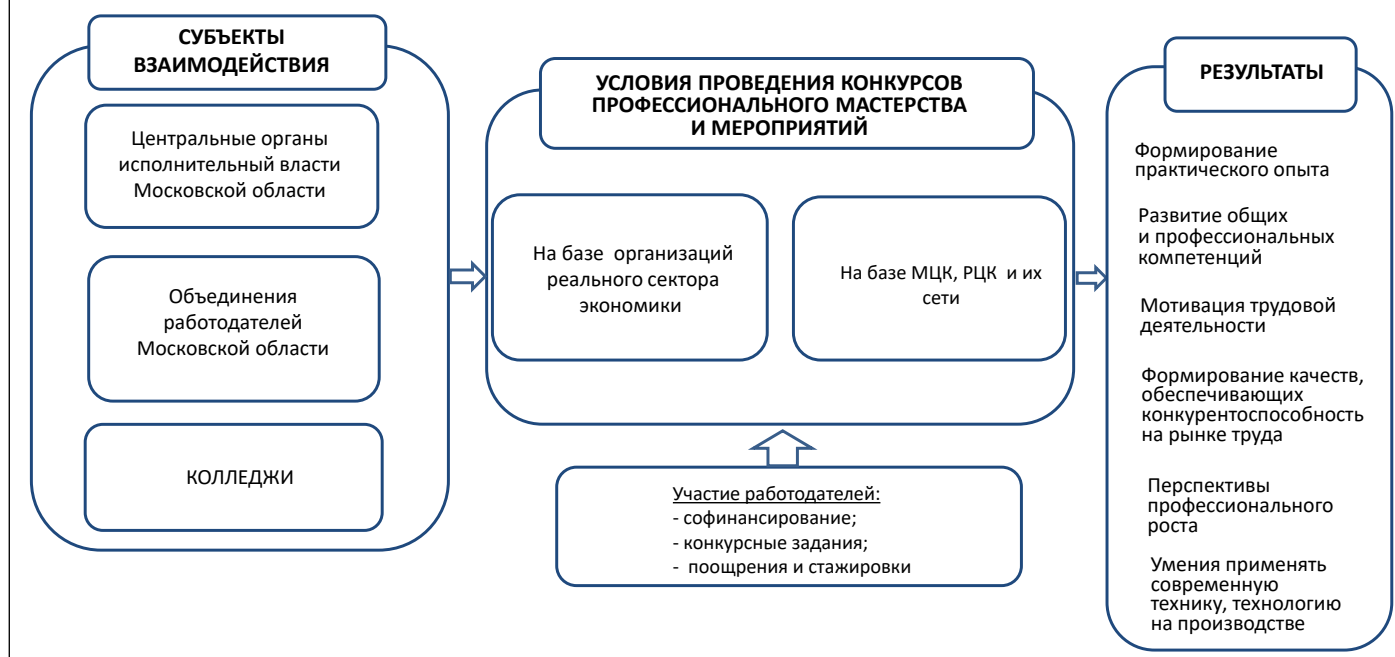 СУБЪЕКТЫ
ВЗАИМОДЕЙСТВИЯ
Центральные органы
исполнительный власти
Московской области
Объединения
работодателей
Московской области
КОЛЛЕДЖИ
УСЛОВИЯ ПРОВЕДЕНИЯ КОНКУРСОВ
ПРОФЕССИОНАЛЬНОГО МАСТЕРСТВА
И МЕРОПРИЯТИЙ
На базе организаций
реального сектора
экономики
На базе МЦК, РЦК и их
сети
Участие работодателей:
- софинансирование;
- конкурсные задания;
- поощрения и стажировки
РЕЗУЛЬТАТЫ
Формирование
практического опыта
Развитие общих
и профессиональных
компетенций
Мотивация трудовой
деятельности
Формирование качеств,
обеспечивающих
конкурентоспособность
на рынке труда
Перспективы
профессионального
роста
Умения применять
современную
технику, технологию
на производстве